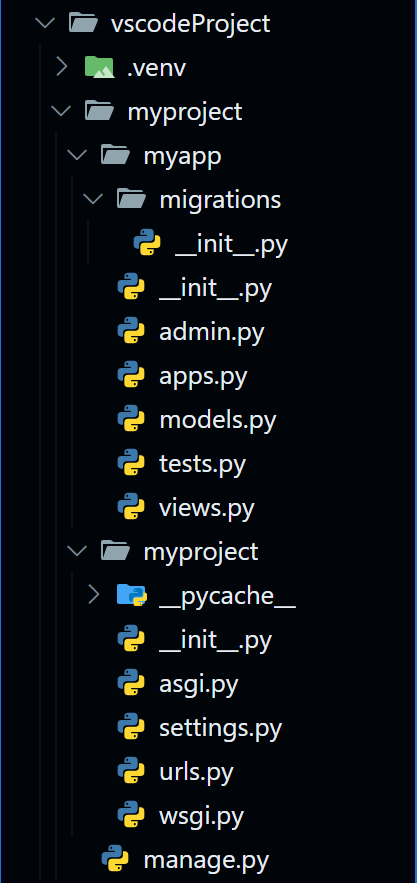 vscodeProject
.venv
myproject
myapp
migrations
__init__.py
__init__.py
admin.py
apps.py
models.py
tests.py
views.py
myproject
__pycache__
__init__.py
asgi.py
settings.py
urls.py
wsgi.py
manage.py